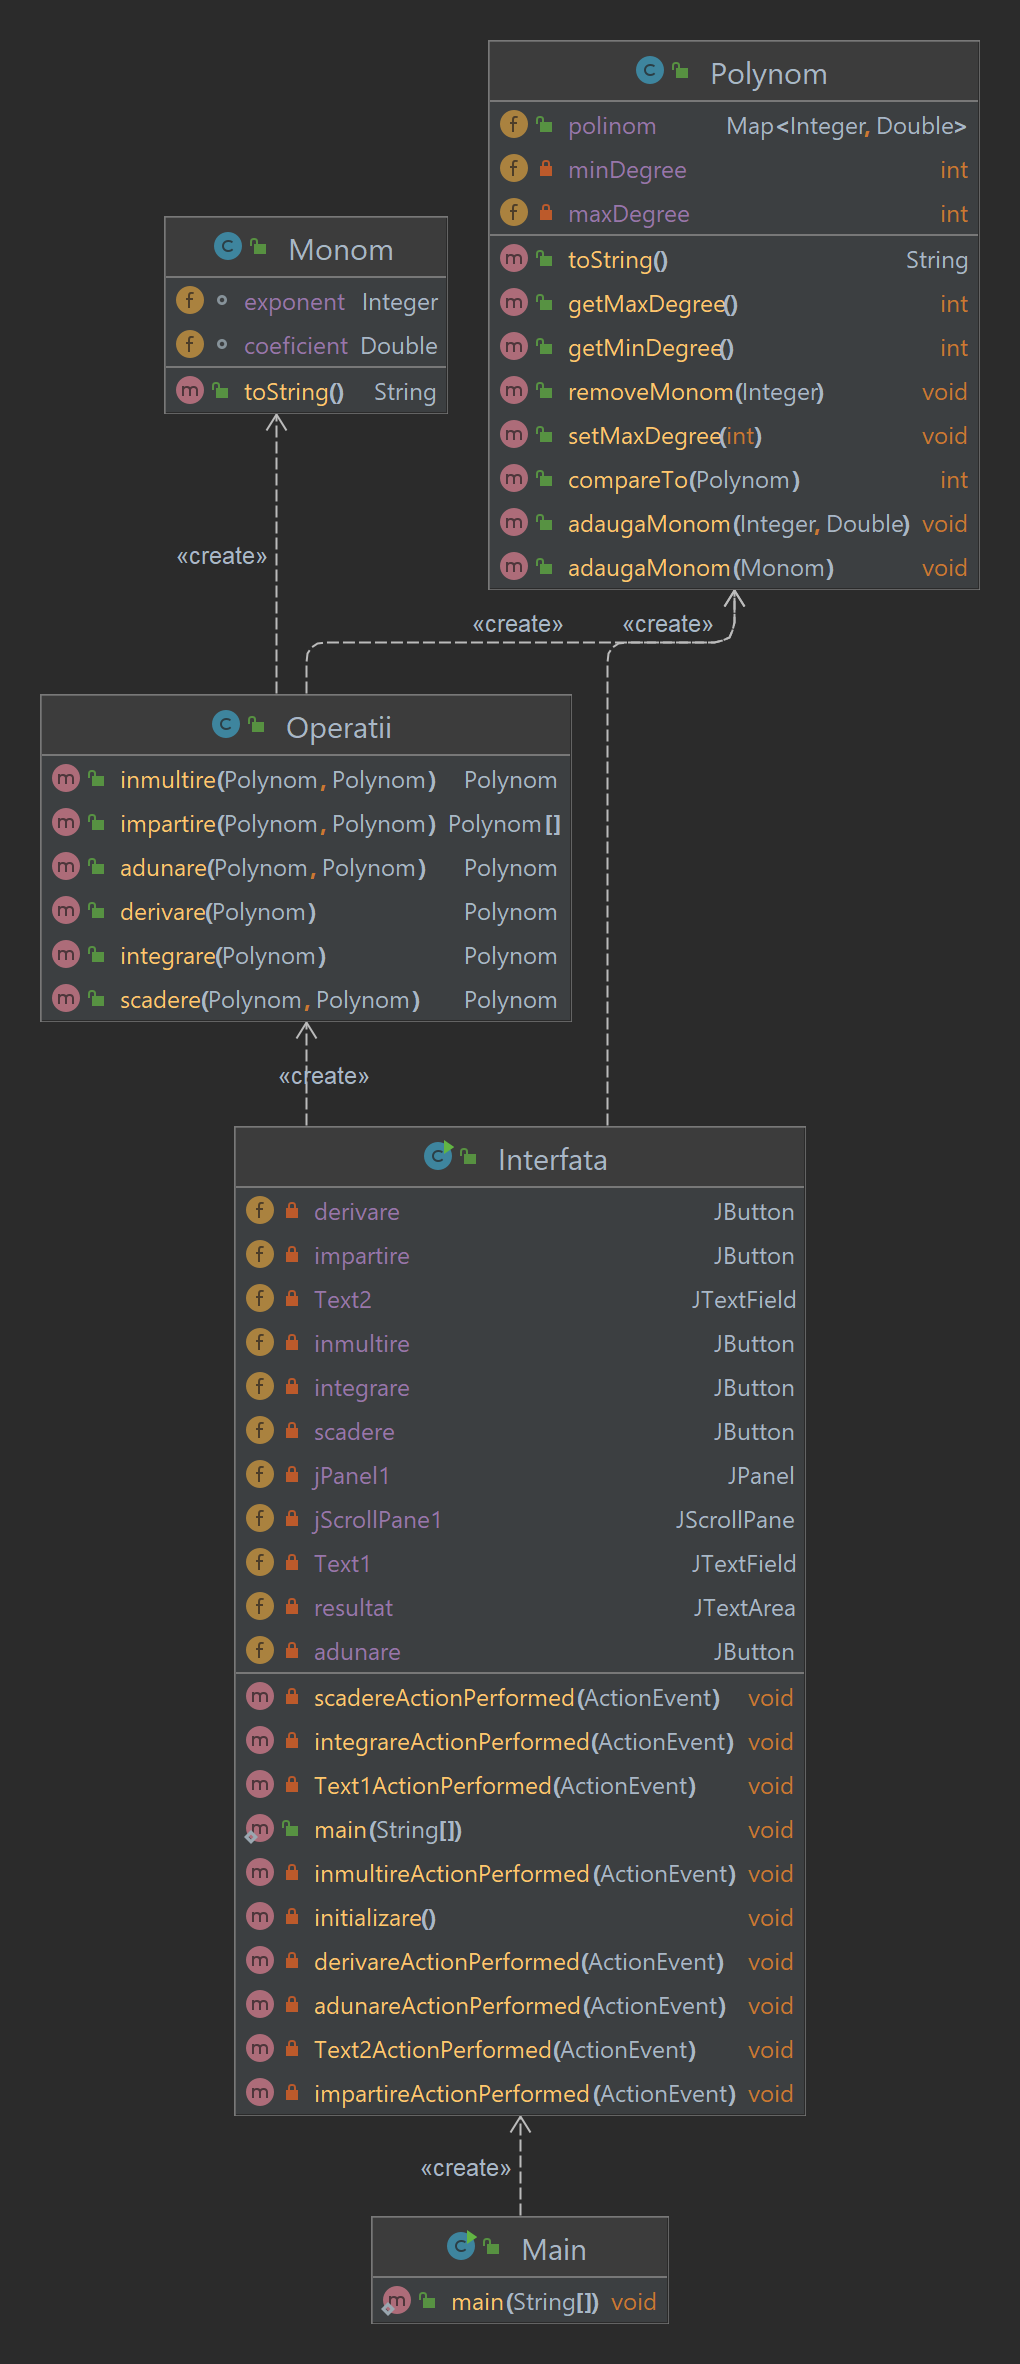 Polynom
polinom Map<Integer, Double>
minDegree int
maxDegree int
toString() String
getMaxDegree() int
getMinDegree() int
removeMonom(Integer) void
setMaxDegree(int) void
compareTo(Polynom) int
adaugaMonom(Integer, Double) void
adaugaMonom(Monom) void
Monom
exponent Integer
coeficient Double
toString() String
«create»
«create» «create»
Operatii
inmultire(Polynom, Polynom) Polynom
impartire(Polynom, Polynom) Polynom[]
adunare(Polynom, Polynom) Polynom
derivare(Polynom) Polynom
integrare(Polynom) Polynom
scadere(Polynom, Polynom) Polynom
«create»
Interfata
derivare JButton
impartire JButton
Text2 JTextField
inmultire JButton
integrare JButton
scadere JButton
jPanel1 JPanel
jScrollPane1 JScrollPane
Text1 JTextField
resultat JTextArea
adunare JButton
scadereActionPerformed(ActionEvent) void
integrareActionPerformed(ActionEvent) void
Text1ActionPerformed(ActionEvent) void
main(String[]) void
inmultireActionPerformed(ActionEvent) void
initializare() void
derivareActionPerformed(ActionEvent) void
adunareActionPerformed(ActionEvent) void
Text2ActionPerformed(ActionEvent) void
impartireActionPerformed(ActionEvent) void
«create»
Main
main(String[]) void